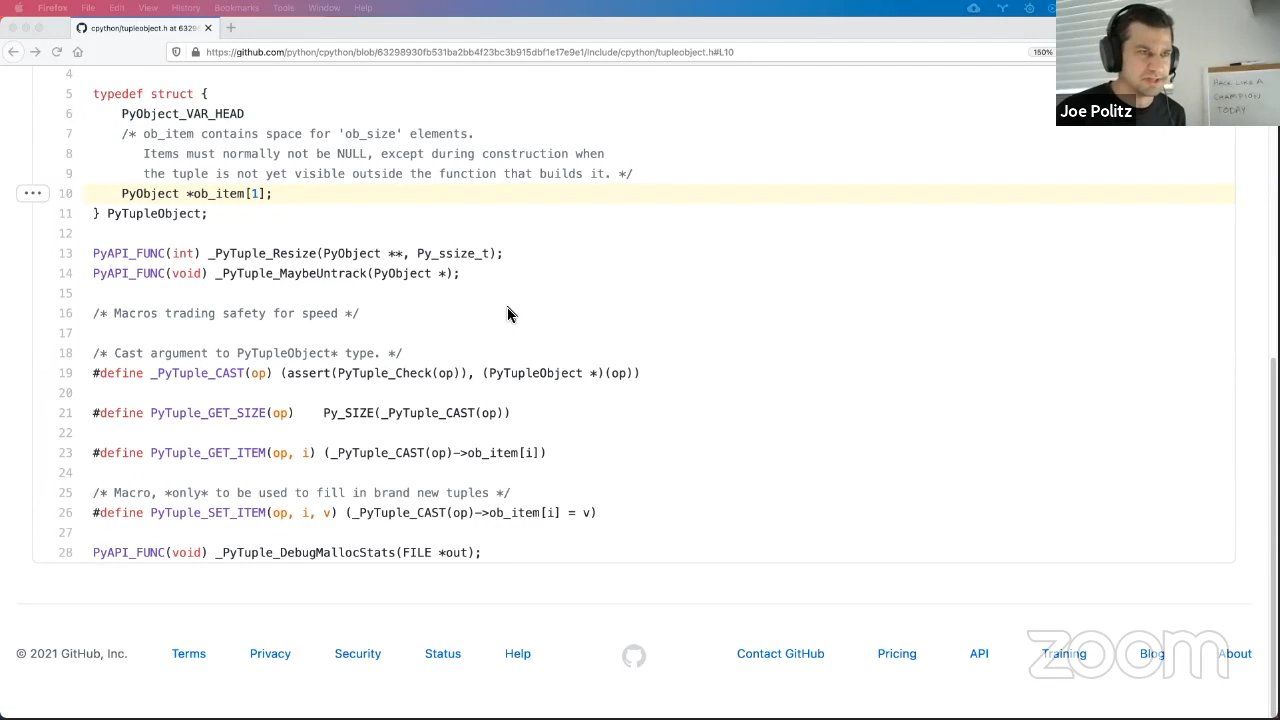 Firefox File Edit View History Bookmarks Tools Window Help
cpython/tupleobject.h at 6329
https://github.com/python/cpython/blob/63298930fb531ba2bb4f23bc3b915dbf1e17e9e1/Include/cpython/tupleobject.h#L10 150%
HACK LIKE A
CHAMPION
TODAY
Joe Politz
4
5 typedef struct {
6 PyObject_VAR_HEAD
7 /* ob_item contains space for 'ob_size' elements.
8 Items must normally not be NULL, except during construction when
9 the tuple is not yet visible outside the function that builds it. */
10 PyObject *ob_item[1];
11 } PyTupleObject;
12
13 PyAPI_FUNC(int) _PyTuple_Resize(PyObject **, Py_ssize_t);
14 PyAPI_FUNC(void) _PyTuple_MaybeUntrack(PyObject *);
15
16 /* Macros trading safety for speed */
17
18 /* Cast argument to PyTupleObject* type. */
19 #define _PyTuple_CAST(op) (assert(PyTuple_Check(op)), (PyTupleObject *)(op))
20
21 #define PyTuple_GET_SIZE(op) Py_SIZE(_PyTuple_CAST(op))
22
23 #define PyTuple_GET_ITEM(op, i) (_PyTuple_CAST(op)->ob_item[i])
24
25 /* Macro, *only* to be used to fill in brand new tuples */
26 #define PyTuple_SET_ITEM(op, i, v) (_PyTuple_CAST(op)->ob_item[i] = v)
27
28 PyAPI_FUNC(void) _PyTuple_DebugMallocStats(FILE *out);
© 2021 GitHub, Inc. Terms Privacy Security Status Help Contact GitHub Pricing API Training Blog About
zoom